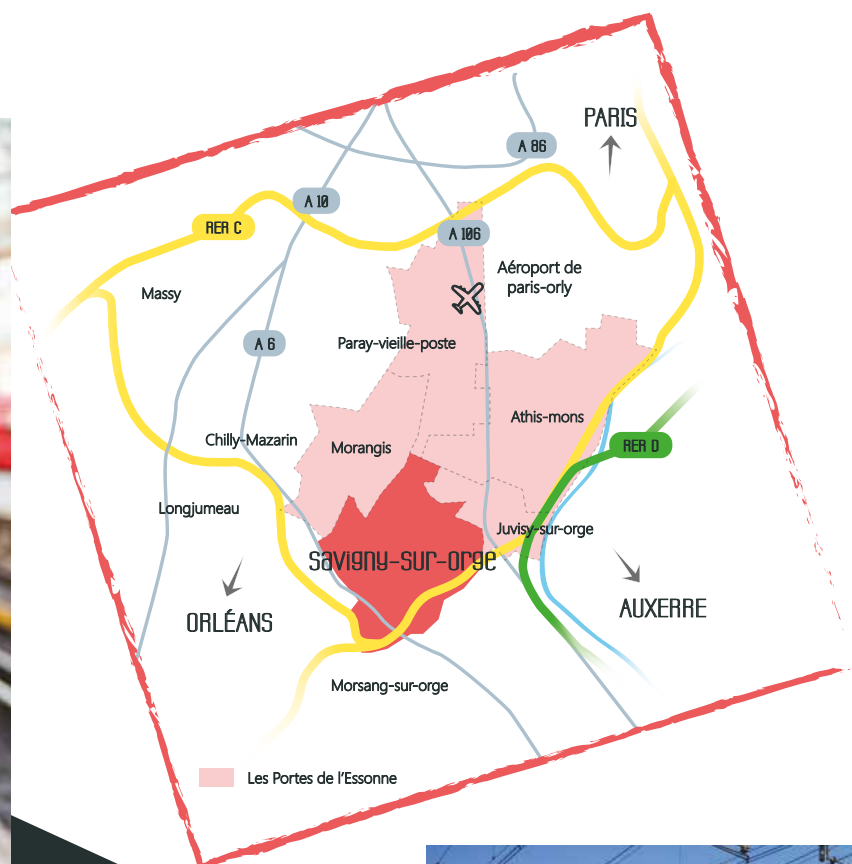 PARIS
A 86
A 10
RER C
A 106
Aéroport de
paris-orly
Massy
A 6
Paray-vieille-poste
Athis-mons
Chilly-Mazarin
Morangis
RER D
Longjumeau
Juvisy-sur-orge
savigny-sur-orge
ORLÉANS
AUXERRE
Morsang-sur-orge
Les Portes de l'Essonne